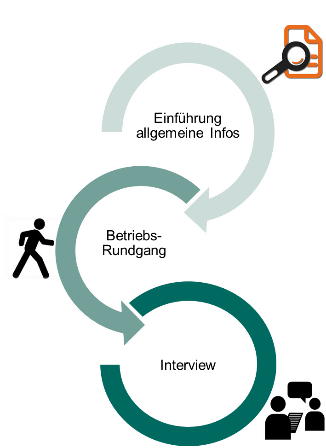 Einführung
allgemeine Infos
Betriebs-
Rundgang
Interview